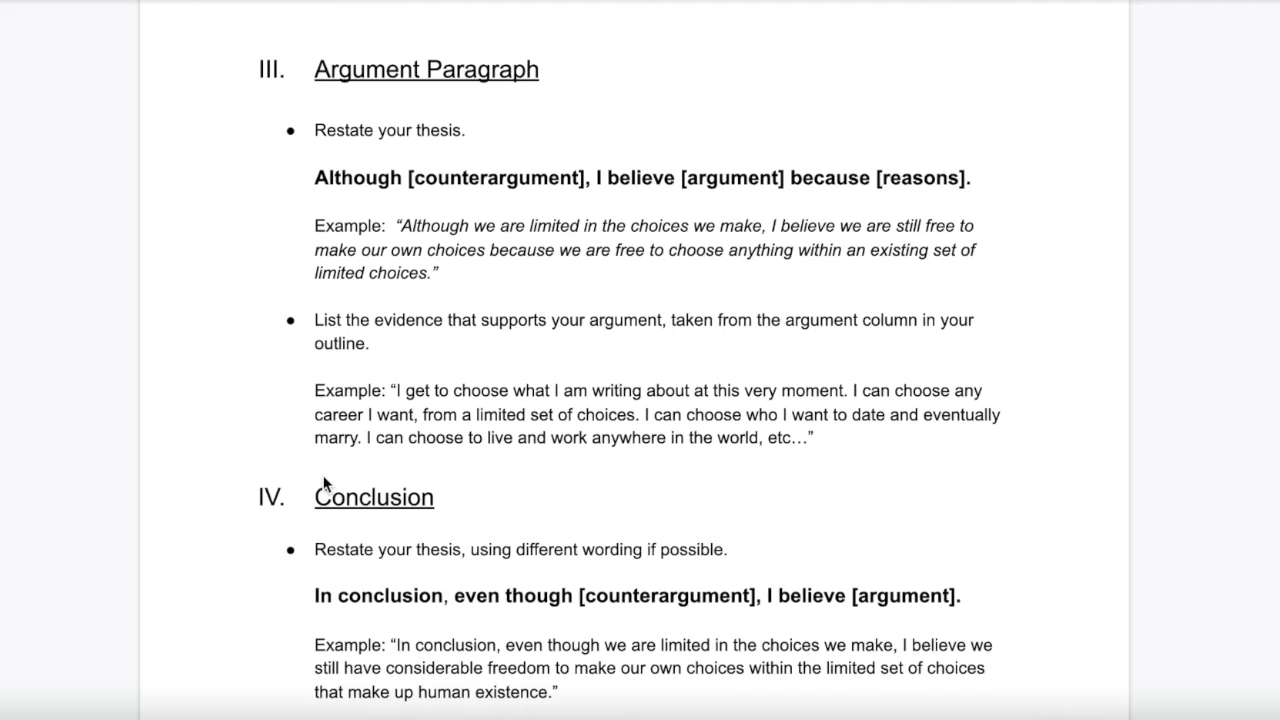 III. Argument Paragraph
● Restate your thesis.
Although [counterargument], I believe [argument] because [reasons].
Example:  “Although we are limited in the choices we make, I believe we are still free to
make our own choices because we are free to choose anything within an existing set of
limited choices.”
● List the evidence that supports your argument, taken from the argument column in your
outline.
Example: “I get to choose what I am writing about at this very moment. I can choose any
career I want, from a limited set of choices. I can choose who I want to date and eventually
marry. I can choose to live and work anywhere in the world, etc…”
IV. Conclusion
● Restate your thesis, using different wording if possible.
In conclusion, even though [counterargument], I believe [argument].
Example: “In conclusion, even though we are limited in the choices we make, I believe we
still have considerable freedom to make our own choices within the limited set of choices
that make up human existence.”